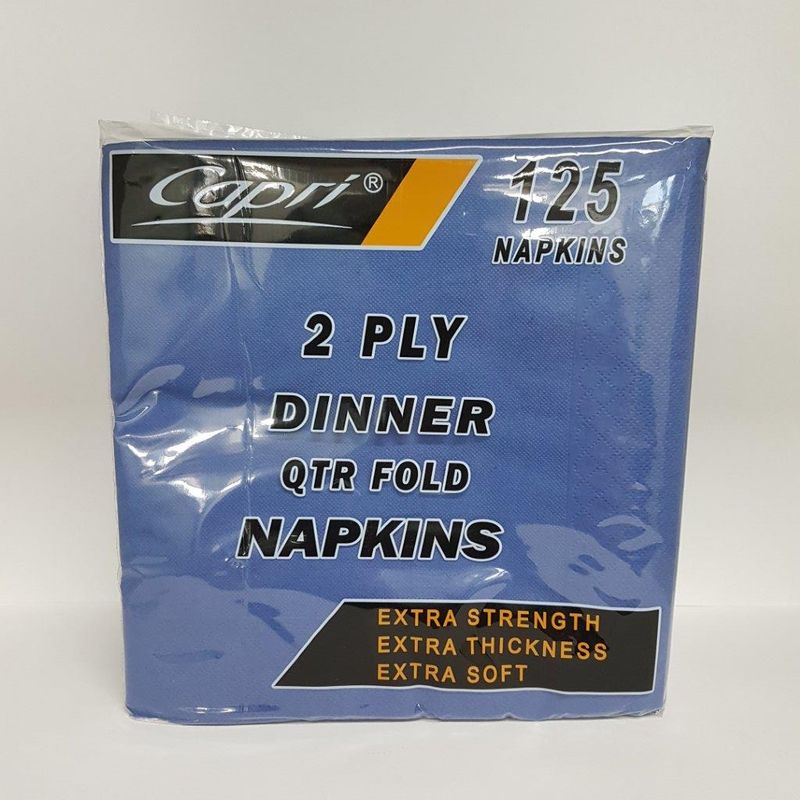 Capri®
125
NAPKINS
2 PLY
DINNER
QTR FOLD
NAPKINS
EXTRA STRENGTH
EXTRA THICKNESS
EXTRA SOFT